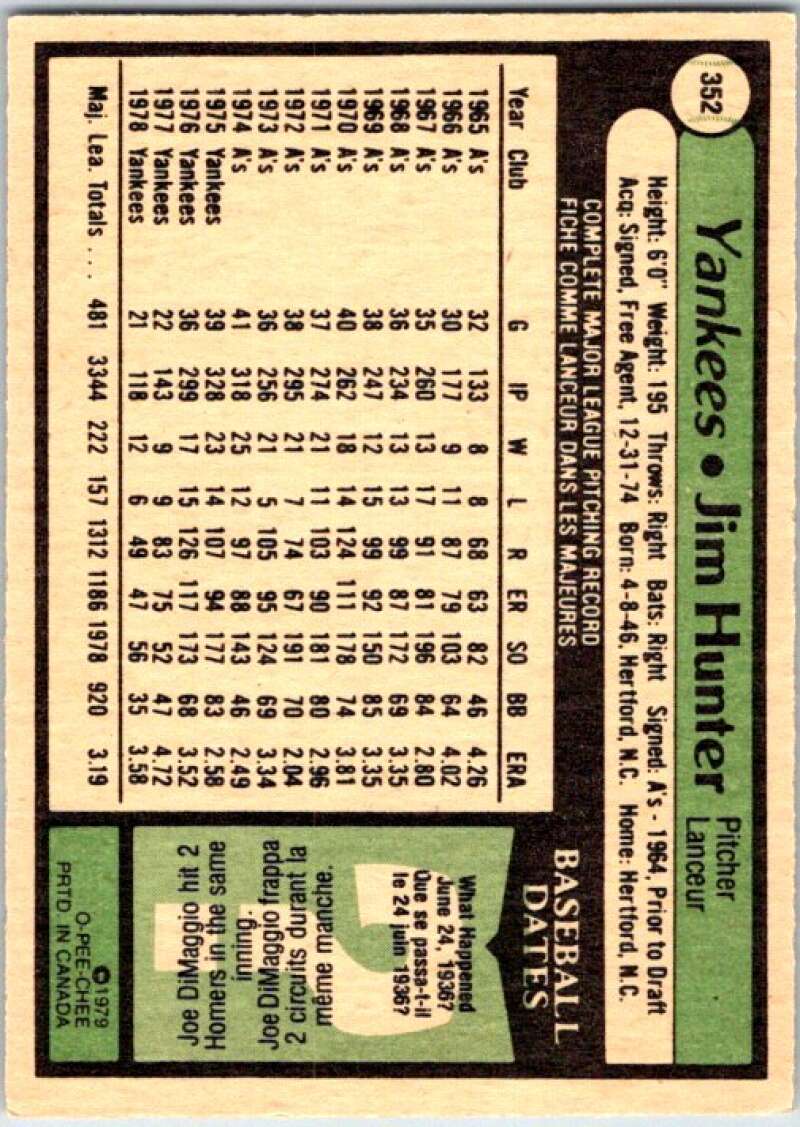 352
Yankees • Jim Hunter
Pitcher
Lanceur
Height: 6'0" Weight: 195 Throws: Right Bats: Right Signed: A's - 1964, Prior to Draft
Acq: Signed, Free Agent, 12-31-74 Born: 4-8-46, Hertford, N.C. Home: Hertford, N.C.
COMPLETE MAJOR LEAGUE PITCHING RECORD
FICHE COMME LANCEUR DANS LES MAJEURES
Year Club G IP W L R ER SO BB ERA
1965 A's 32 133 8 8 68 63 82 46 4.26
1966 A's 30 177 9 11 87 79 103 64 4.02
1967 A's 35 260 13 17 91 81 196 84 2.80
1968 A's 36 234 13 13 99 87 172 69 3.35
1969 A's 38 247 12 15 99 92 150 85 3.35
1970 A's 40 262 18 14 124 111 178 74 3.81
1971 A's 37 274 21 11 103 90 181 80 2.96
1972 A's 38 295 21 7 74 67 191 70 2.04
1973 A's 36 256 21 5 105 95 124 69 3.34
1974 A's 41 318 25 12 97 88 143 46 2.49
1975 Yankees 39 328 23 14 107 94 177 83 2.58
1976 Yankees 36 299 17 15 126 117 173 68 3.52
1977 Yankees 22 143 9 9 83 75 52 47 4.72
1978 Yankees 21 118 12 6 49 47 56 35 3.58
Maj. Lea. Totals . . . 481 3344 222 157 1312 1186 1978 920 3.19
BASEBALL
DATES
What Happened
June 24, 1936?
Que se passa-t-il
le 24 juin 1936?
Joe DiMaggio hit 2
Homers in the same
inning.
Joe DiMaggio frappa
2 circuits durant la
même manche.
©1979
O-PEE-CHEE
PRTD. IN CANADA